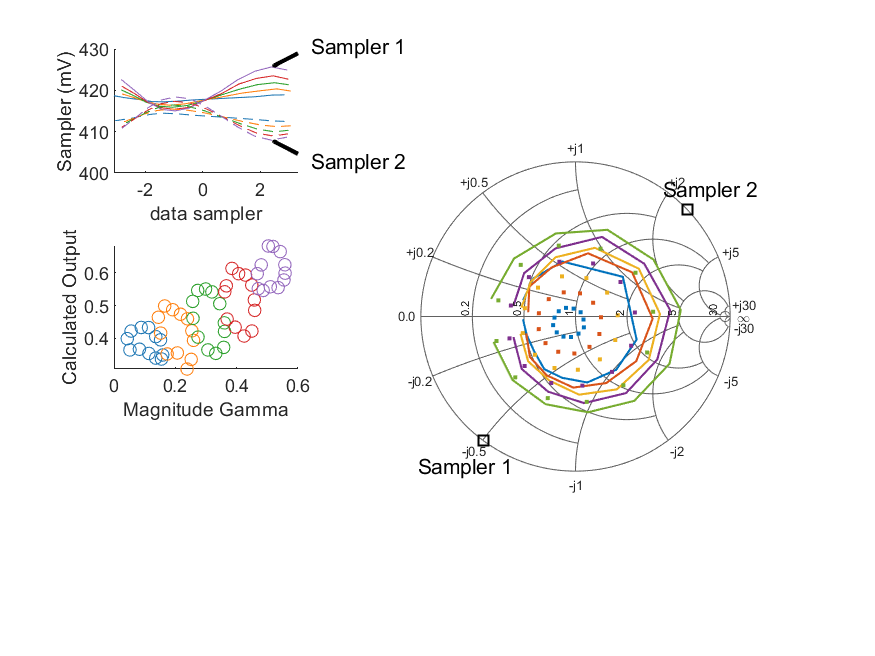 430
420
410
400
Sampler (mV)
-2
0
2
data sampler
Sampler 1
Sampler 2
0.6
0.5
0.4
Calculated Output
0
0.2
0.4
0.6
Magnitude Gamma
+j1
+j0.5
+j2
Sampler 2
+j0.2
+j5
0.0
0.2
0.5
1
2
30
+j30
∞
-j30
-j0.2
-j5
-j0.5
-j2
Sampler 1
-j1